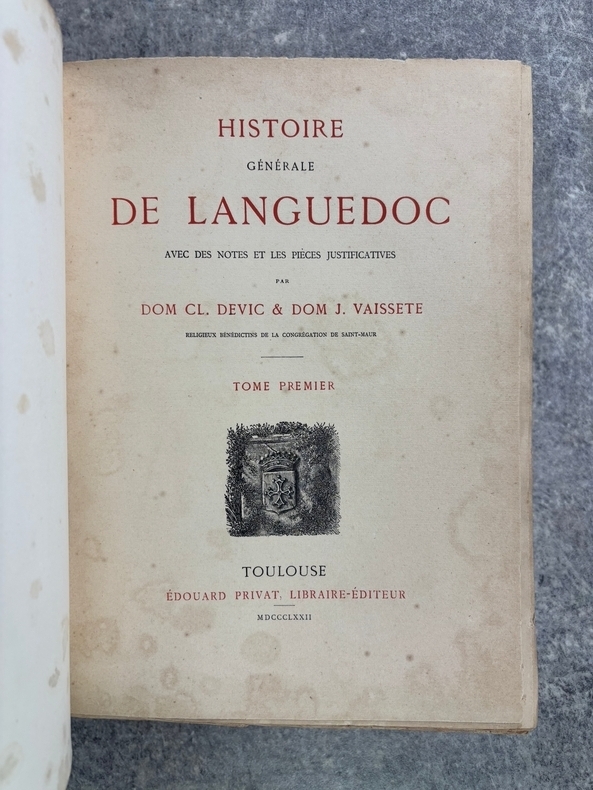 HISTOIRE
GÉNÉRALE
DE LANGUEDOC
AVEC DES NOTES ET LES PIÈCES JUSTIFICATIVES
PAR
DOM CL. DEVIC & DOM J. VAISSETE
RELIGIEUX BÉNÉDICTINS DE LA CONGRÉGATION DE SAINT-MAUR
TOME PREMIER
TOULOUSE
ÉDOUARD PRIVAT, LIBRAIRE-ÉDITEUR
MDCCCLXXII